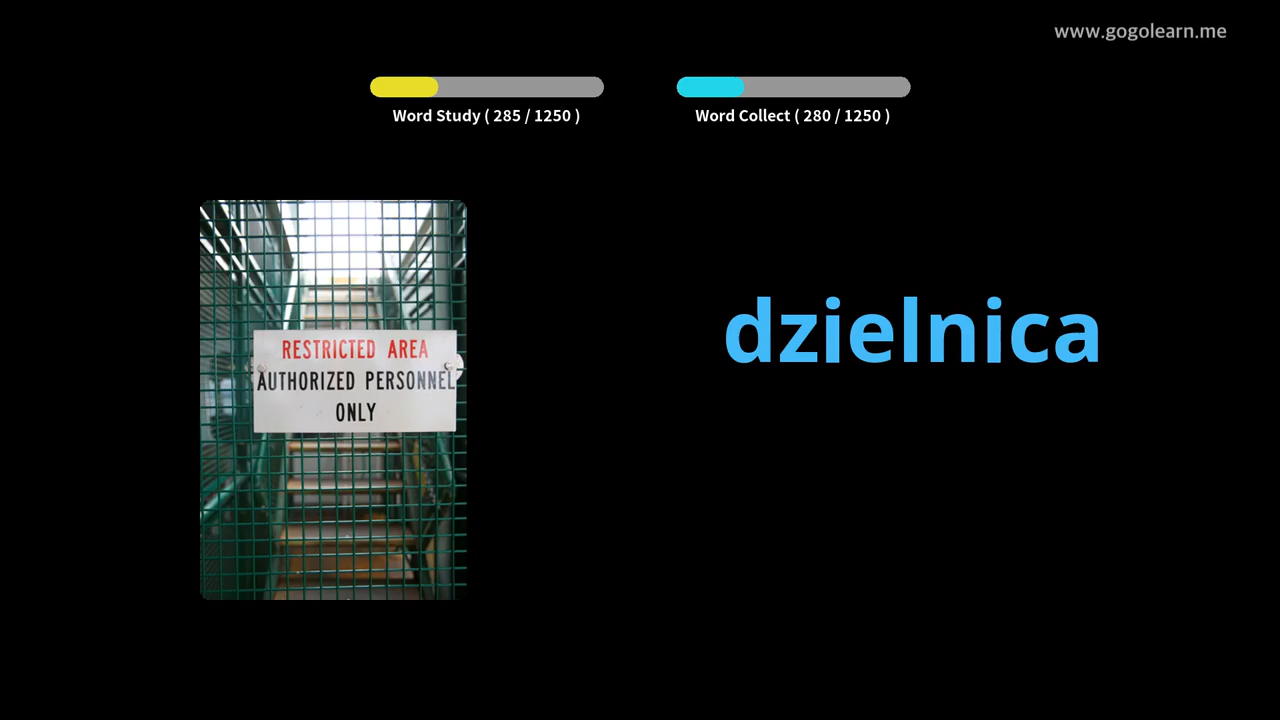 www.gogolearn.me
Word Study ( 285 / 1250 )
Word Collect ( 280 / 1250 )
RESTRICTED AREA
AUTHORIZED PERSONNEL
ONLY
dzielnica